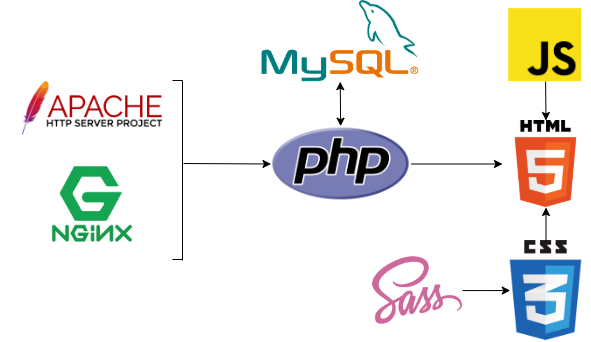 MySQL®
JS
APACHE
HTTP SERVER PROJECT
php
HTML
5
G
NGiNX
CSS
3
Sass